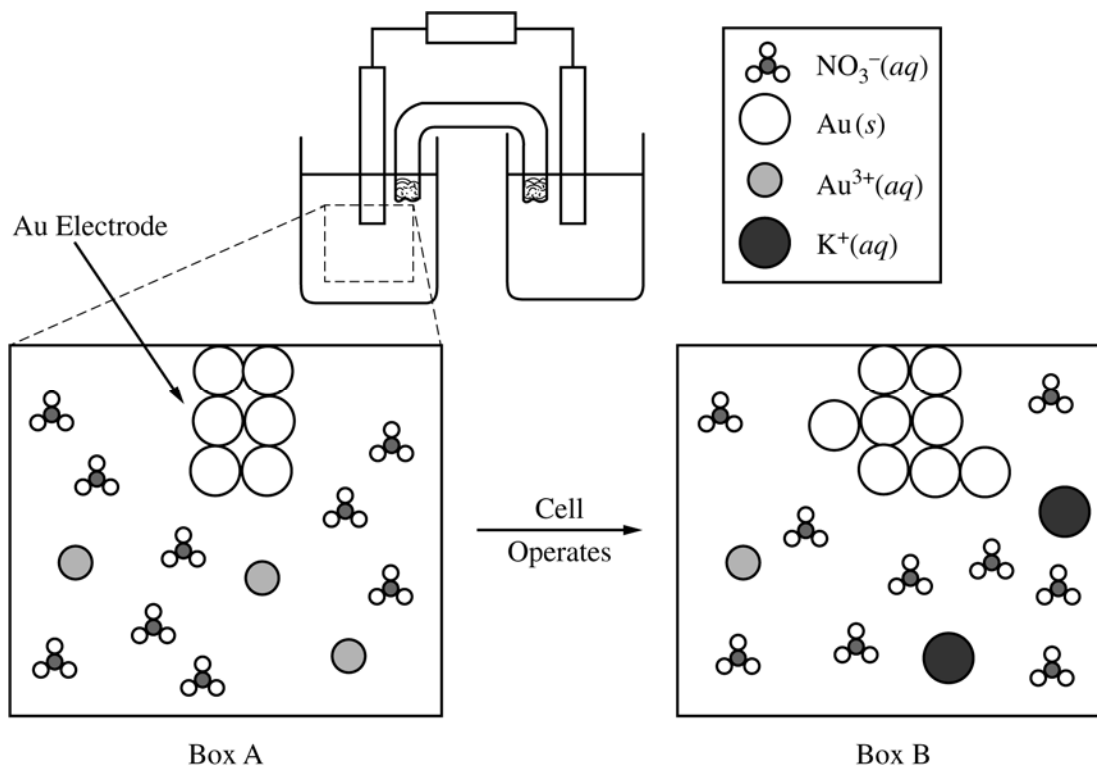 NO₃⁻(aq)
Au(s)
Au³⁺(aq)
K⁺(aq)
Au Electrode
Cell
Operates
Box A
Box B